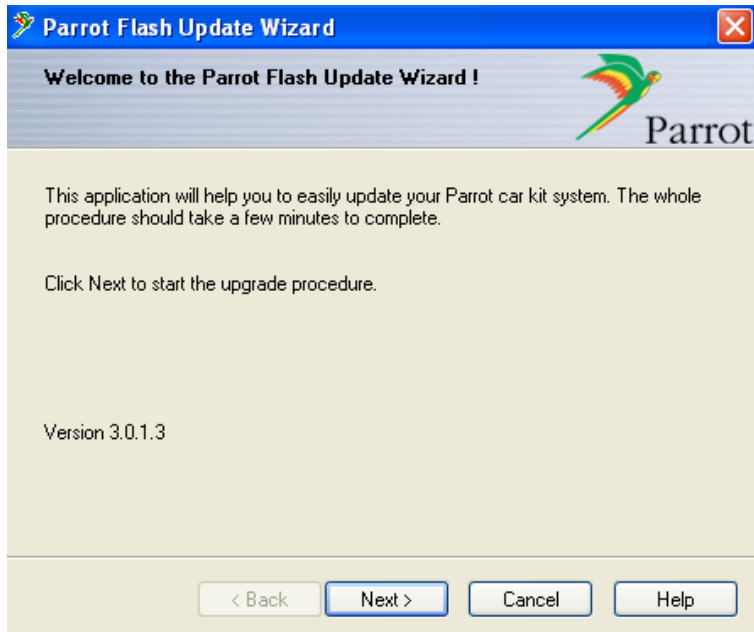 Parrot Flash Update Wizard
Welcome to the Parrot Flash Update Wizard !
Parrot
This application will help you to easily update your Parrot car kit system. The whole
procedure should take a few minutes to complete.
Click Next to start the upgrade procedure.
Version 3.0.1.3
< Back Next > Cancel Help